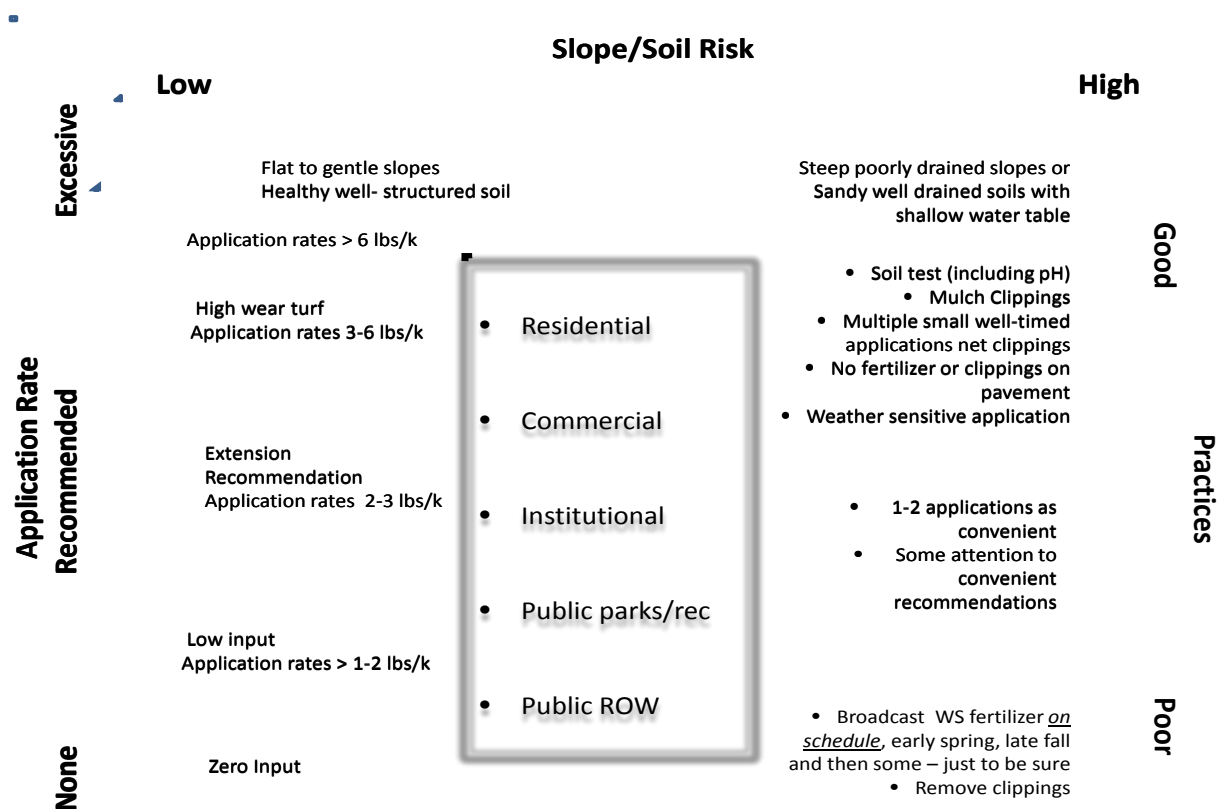 Slope/Soil Risk
Low
High
Excessive
Flat to gentle slopes
Healthy well- structured soil
Steep poorly drained slopes or
Sandy well drained soils with
shallow water table
Application rates > 6 lbs/k
Good
• Soil test (including pH)
• Mulch Clippings
• Multiple small well-timed
applications net clippings
• No fertilizer or clippings on
pavement
• Weather sensitive application
High wear turf
Application rates 3-6 lbs/k
• Residential
• Commercial
• Institutional
• Public parks/rec
• Public ROW
Application Rate
Recommended
Extension
Recommendation
Application rates 2-3 lbs/k
Practices
• 1-2 applications as
convenient
• Some attention to
convenient
recommendations
Low input
Application rates > 1-2 lbs/k
Poor
• Broadcast WS fertilizer on
schedule, early spring, late fall
and then some – just to be sure
• Remove clippings
None
Zero Input